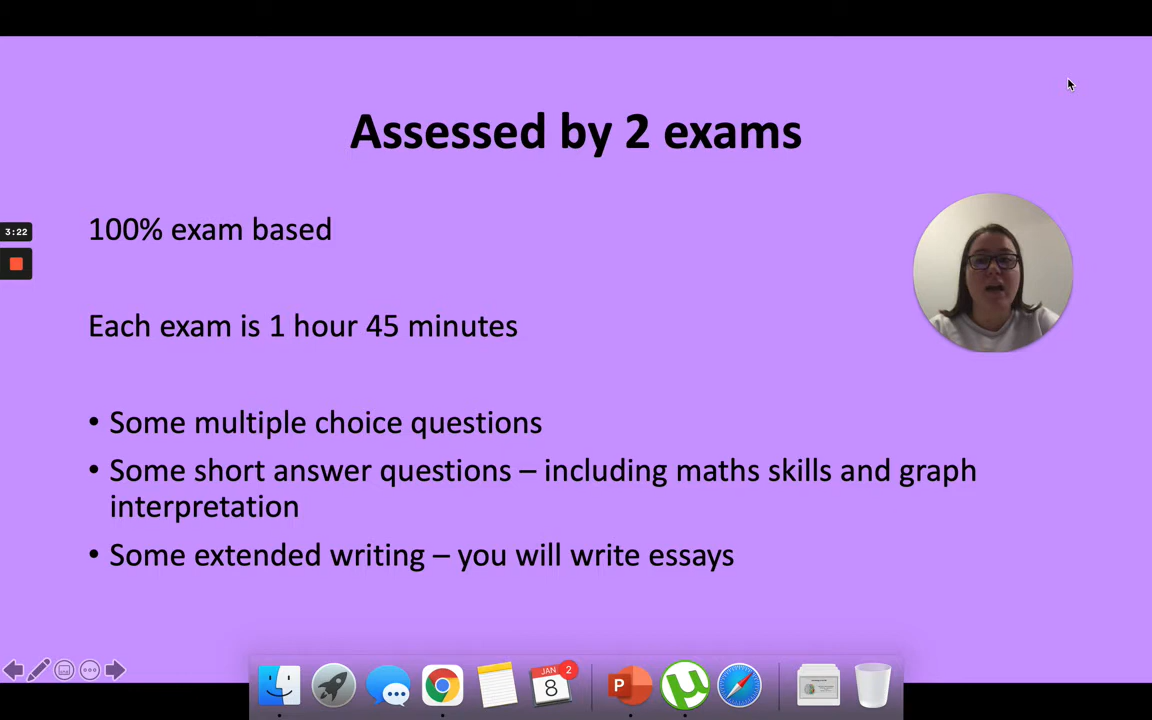 Assessed by 2 exams
100% exam based
3:22
Each exam is 1 hour 45 minutes
• Some multiple choice questions
• Some short answer questions – including maths skills and graph
interpretation
• Some extended writing – you will write essays
JAN
2
8
P
µ